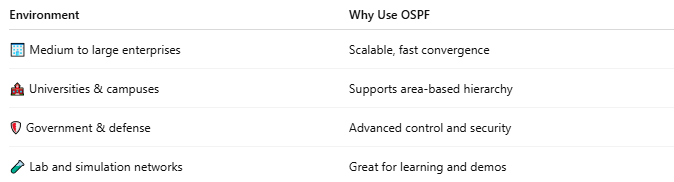 Environment Why Use OSPF
Medium to large enterprises Scalable, fast convergence
Universities & campuses Supports area-based hierarchy
Government & defense Advanced control and security
Lab and simulation networks Great for learning and demos